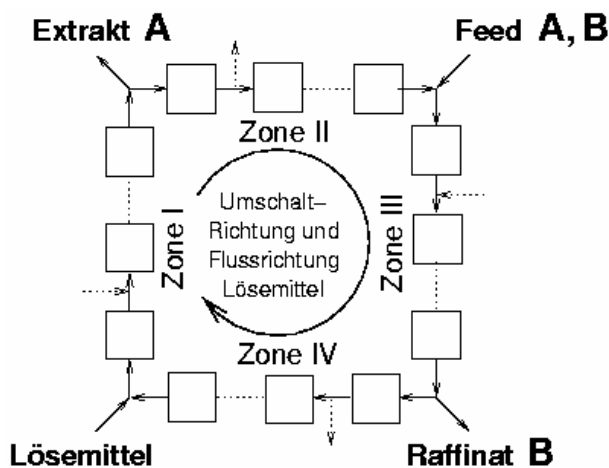 Extrakt A
Feed A, B
Zone II
Zone I
Umschalt–
Richtung und
Flussrichtung
Lösemittel
Zone III
Zone IV
Lösemittel
Raffinat B